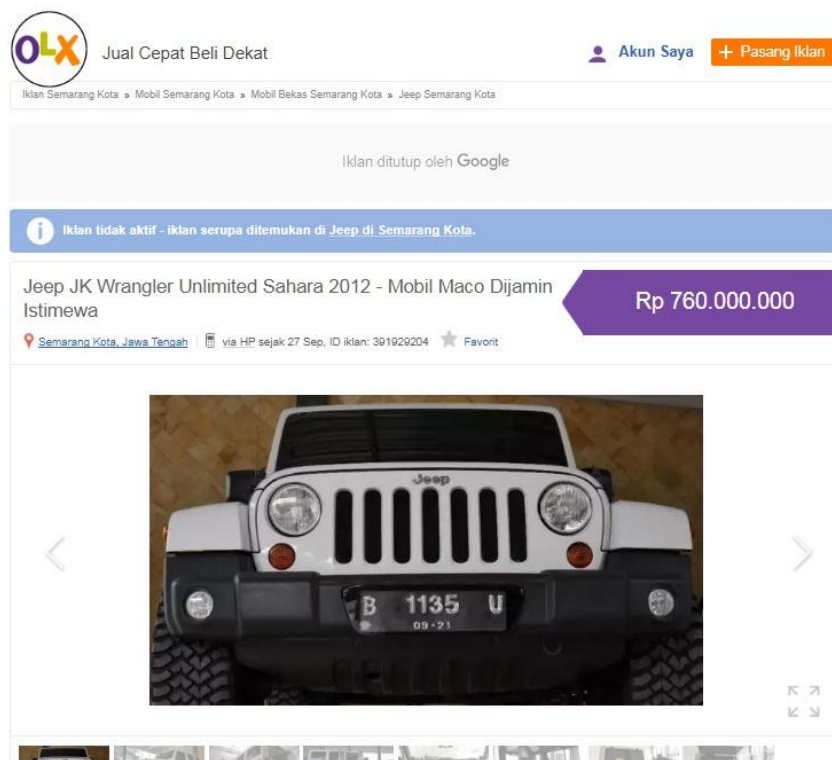 OLX Jual Cepat Beli Dekat Akun Saya + Pasang Iklan
Iklan Semarang Kota » Mobil Semarang Kota » Mobil Bekas Semarang Kota » Jeep Semarang Kota
Iklan ditutup oleh Google
i Iklan tidak aktif - iklan serupa ditemukan di Jeep di Semarang Kota.
Jeep JK Wrangler Unlimited Sahara 2012 - Mobil Maco Dijamin
Istimewa
Rp 760.000.000
Semarang Kota, Jawa Tengah | via HP sejak 27 Sep, ID iklan: 391929204 Favorit
Jeep
B 1135 U
09-21